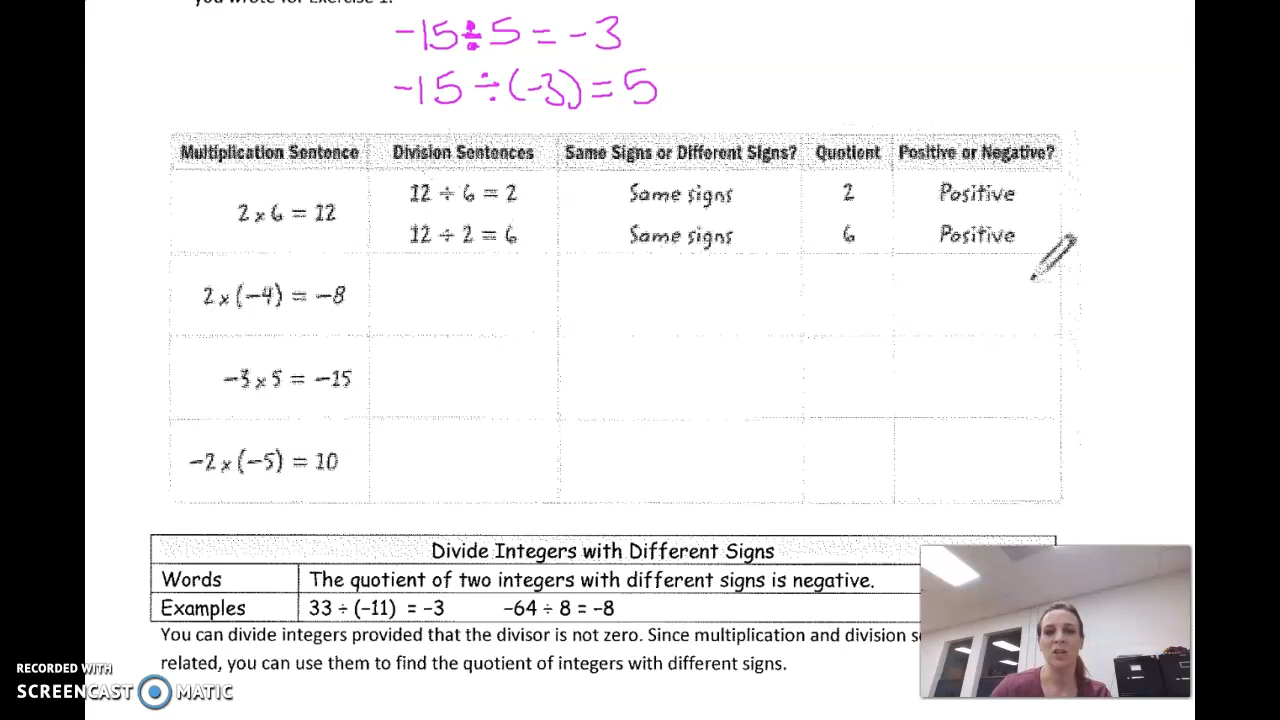 you wrote for Exercise 1.
-15 ÷ 5 = -3
-15 ÷ (-3) = 5
Multiplication Sentence Division Sentences Same Signs or Different Signs? Quotient Positive or Negative?
2 x 6 = 12
12 ÷ 6 = 2 Same signs 2 Positive
12 ÷ 2 = 6 Same signs 6 Positive
2 x (-4) = -8
-3 x 5 = -15
-2 x (-5) = 10
Divide Integers with Different Signs
Words The quotient of two integers with different signs is negative.
Examples 33 ÷ (-11) = -3 -64 ÷ 8 = -8
You can divide integers provided that the divisor is not zero. Since multiplication and division
related, you can use them to find the quotient of integers with different signs.
RECORDED WITH
SCREENCAST MATIC